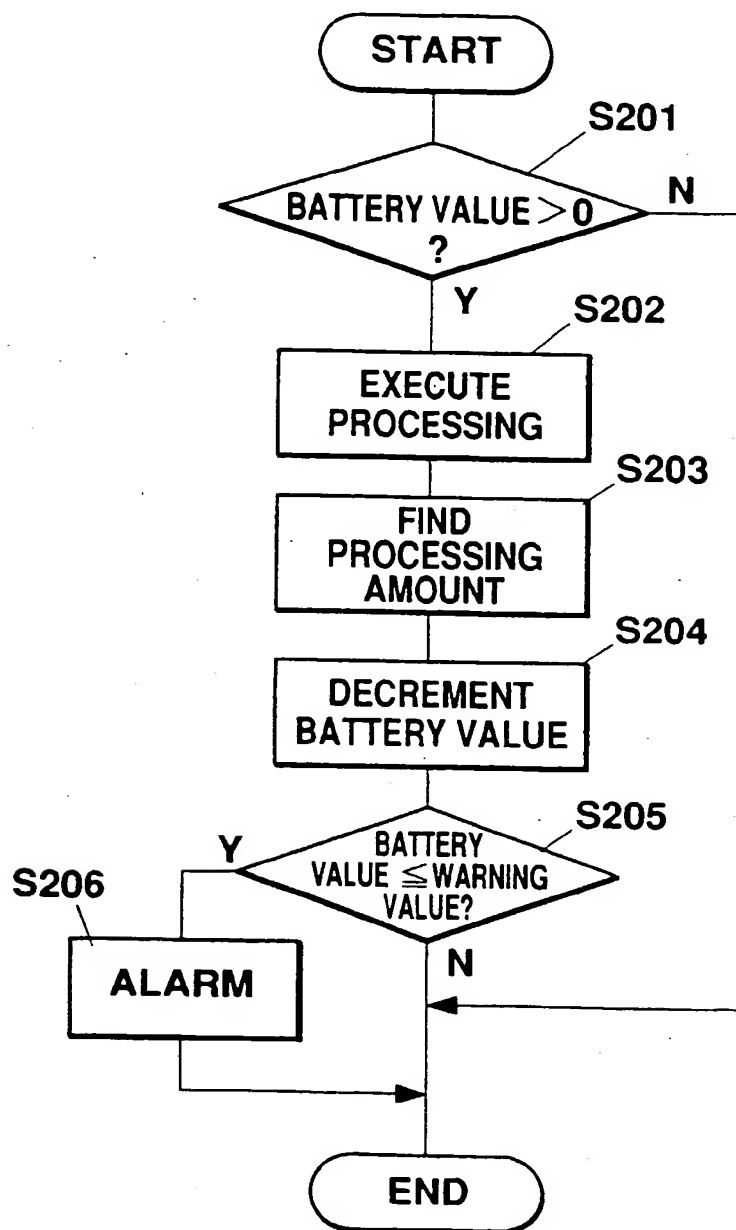 START
S201
BATTERY VALUE >0
?
N
Y
S202
EXECUTE
PROCESSING
S203
FIND
PROCESSING
AMOUNT
S204
DECREMENT
BATTERY VALUE
S205
BATTERY
VALUE ≦ WARNING
VALUE?
Y
S206
N
ALARM
END